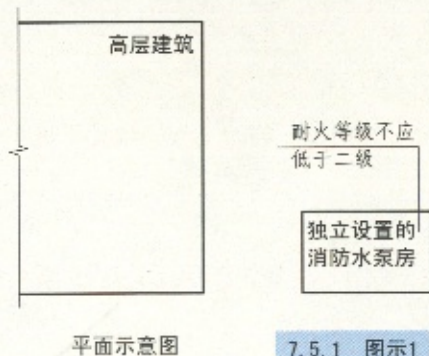 高层建筑
耐火等级不应
低于二级
独立设置的
消防水泵房
平面示意图
7.5.1 图示1